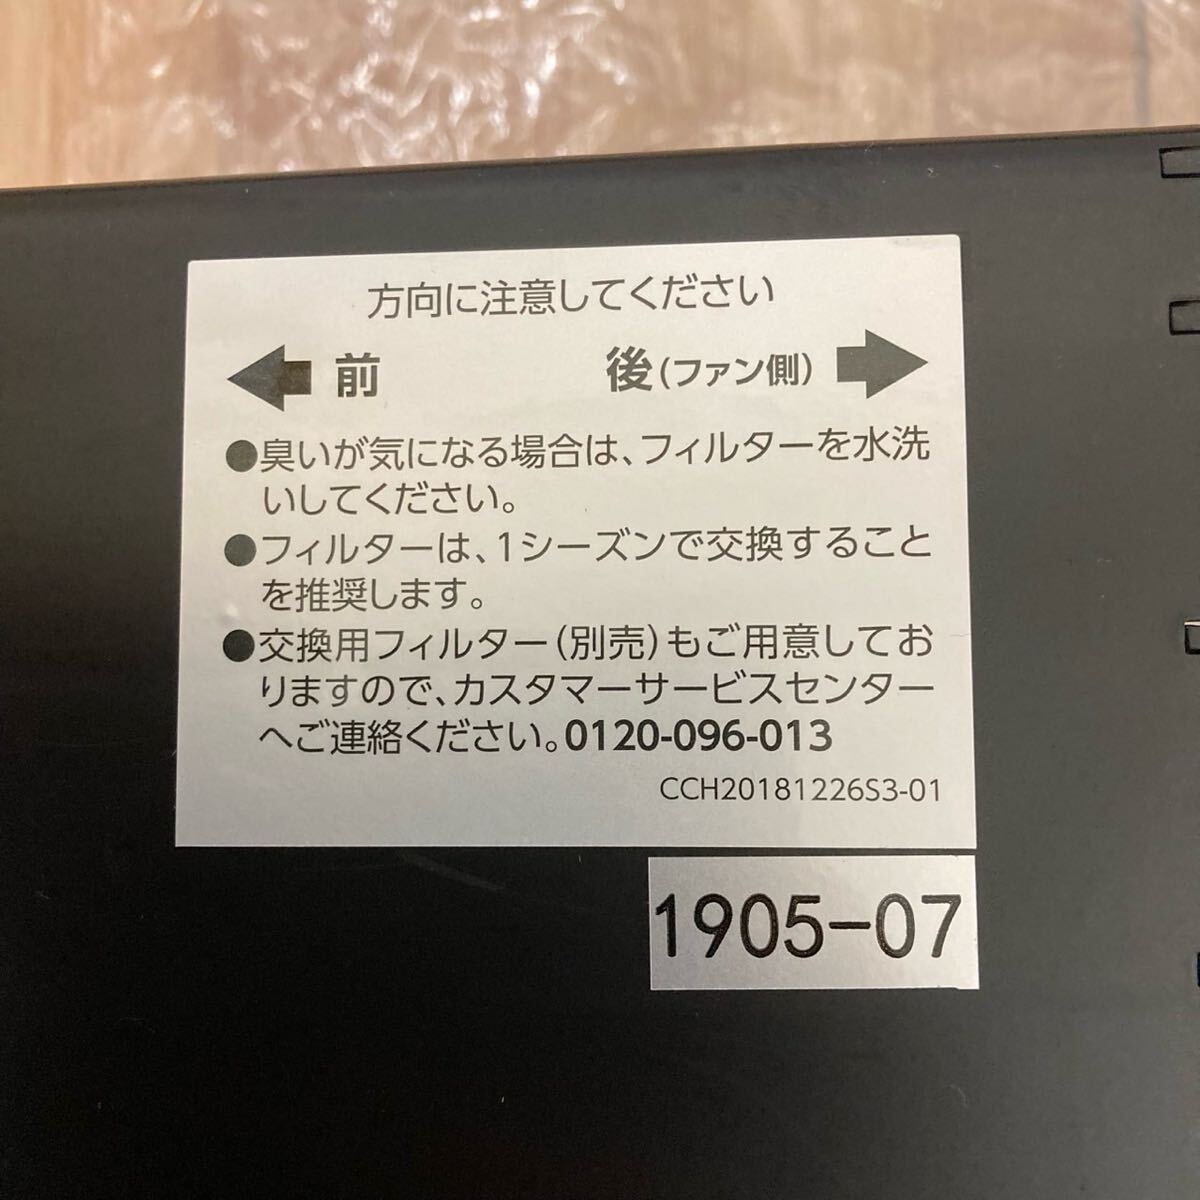 方向に注意してください
前 後(ファン側)
●臭いが気になる場合は、フィルターを水洗
いしてください。
●フィルターは、1シーズンで交換すること
を推奨します。
●交換用フィルター(別売)もご用意してお
りますので、カスタマーサービスセンター
へご連絡ください。0120-096-013
CCH20181226S3-01
1905-07